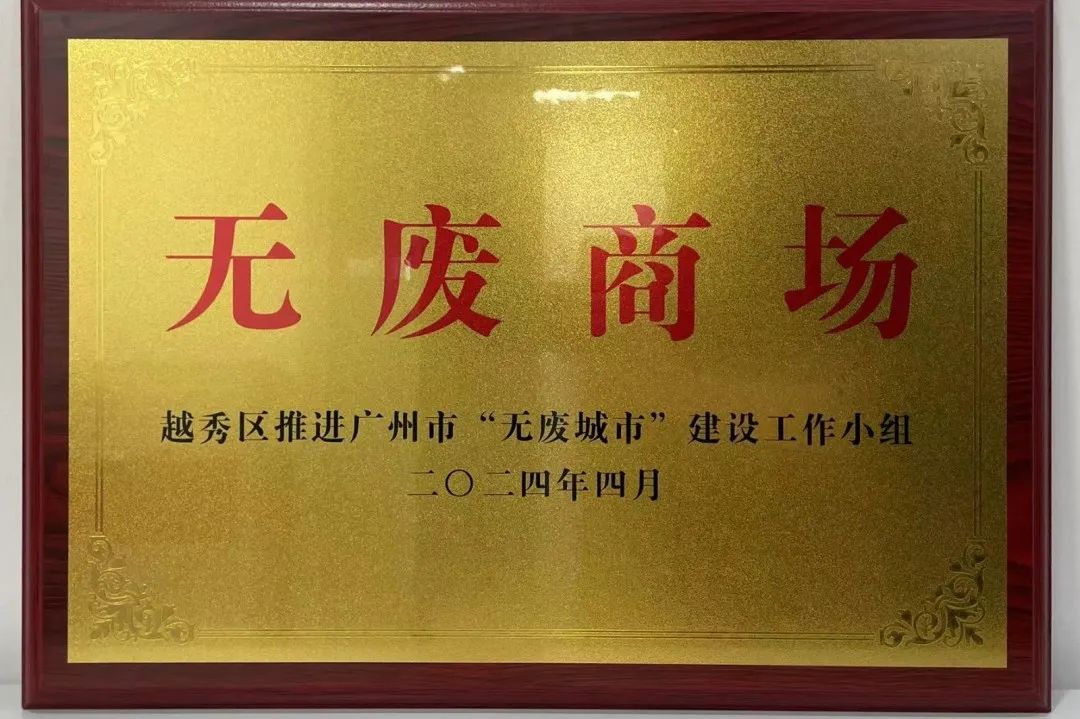 无废商场
越秀区推进广州市“无废城市”建设工作小组
二〇二四年四月